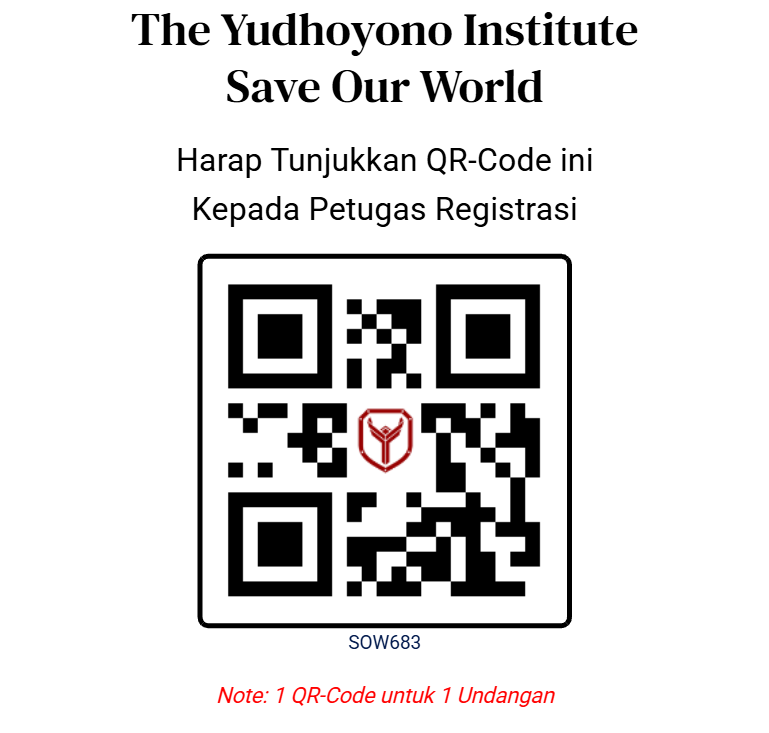 The Yudhoyono Institute
Save Our World
Harap Tunjukkan QR-Code ini
Kepada Petugas Registrasi
SOW683
Note: 1 QR-Code untuk 1 Undangan